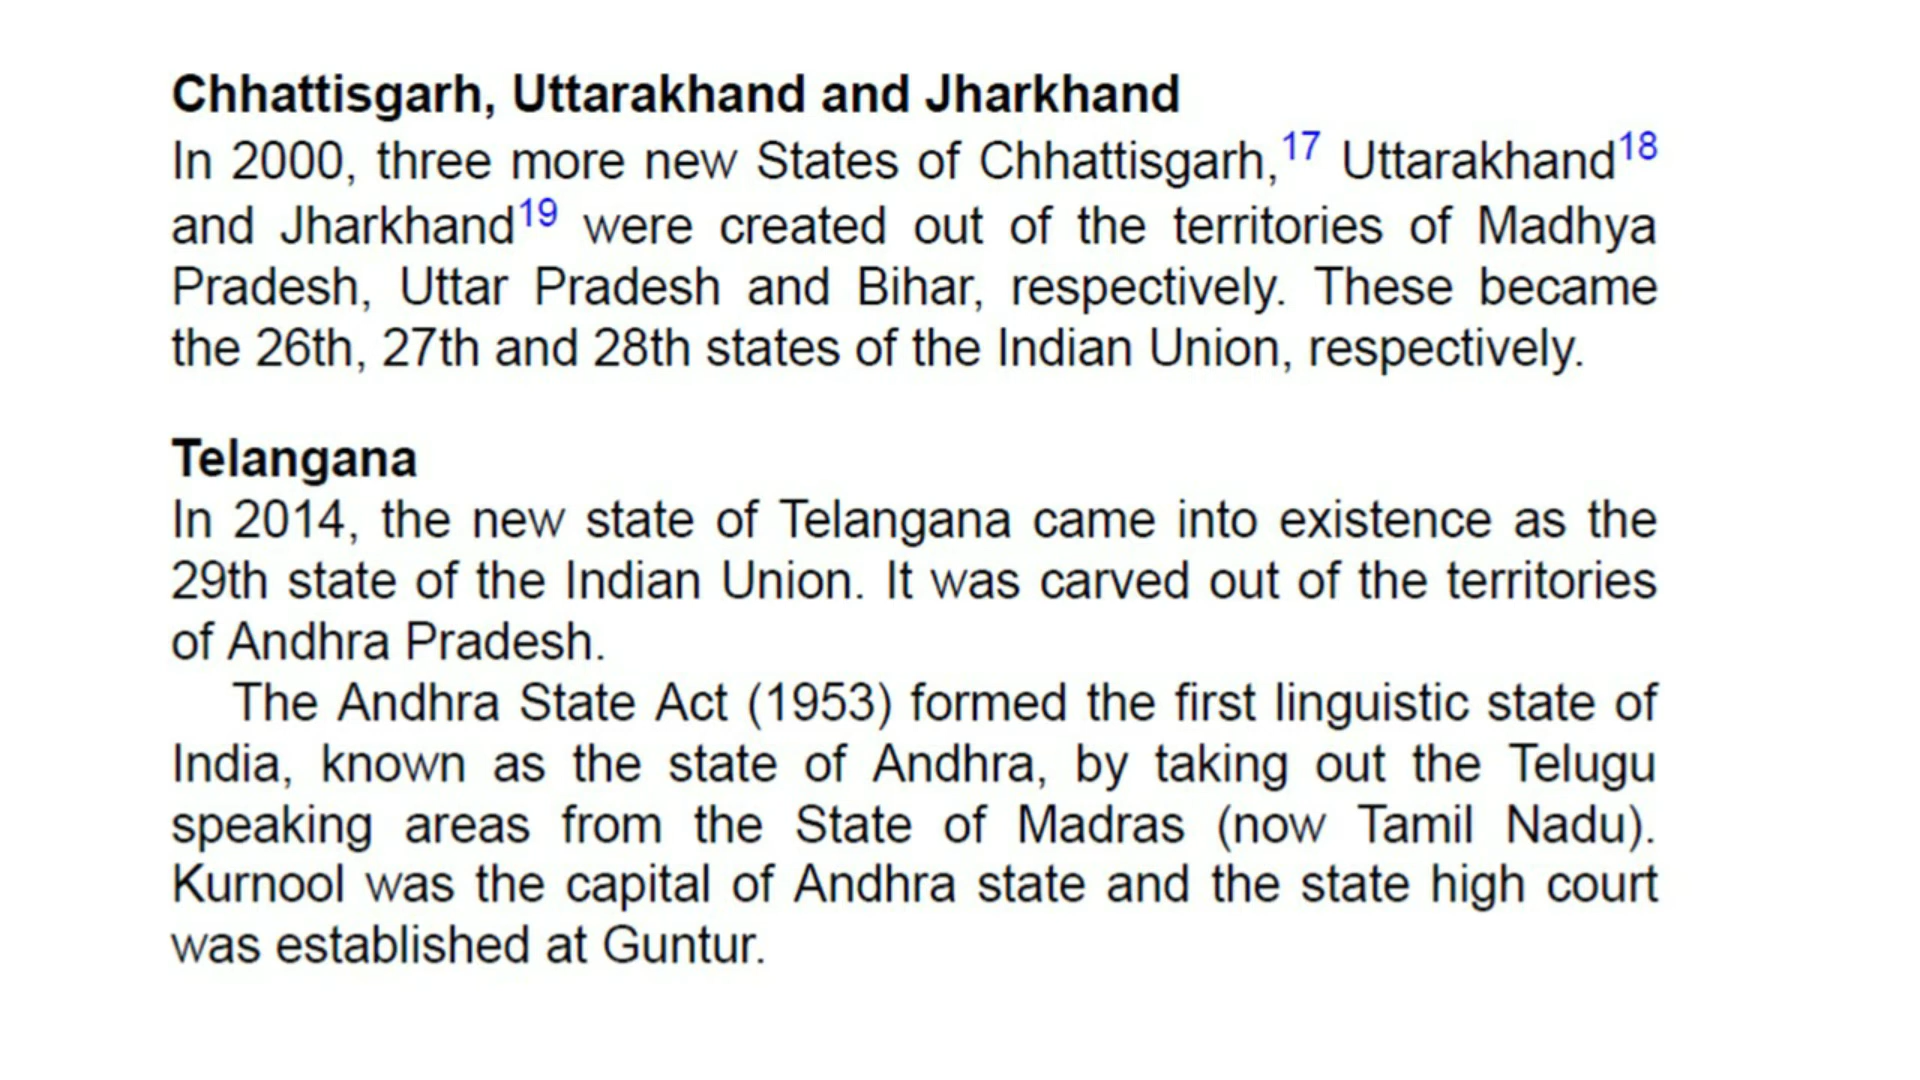 Chhattisgarh, Uttarakhand and Jharkhand
In 2000, three more new States of Chhattisgarh,17 Uttarakhand18
and Jharkhand19 were created out of the territories of Madhya
Pradesh, Uttar Pradesh and Bihar, respectively. These became
the 26th, 27th and 28th states of the Indian Union, respectively.
Telangana
In 2014, the new state of Telangana came into existence as the
29th state of the Indian Union. It was carved out of the territories
of Andhra Pradesh.
The Andhra State Act (1953) formed the first linguistic state of
India, known as the state of Andhra, by taking out the Telugu
speaking areas from the State of Madras (now Tamil Nadu).
Kurnool was the capital of Andhra state and the state high court
was established at Guntur.